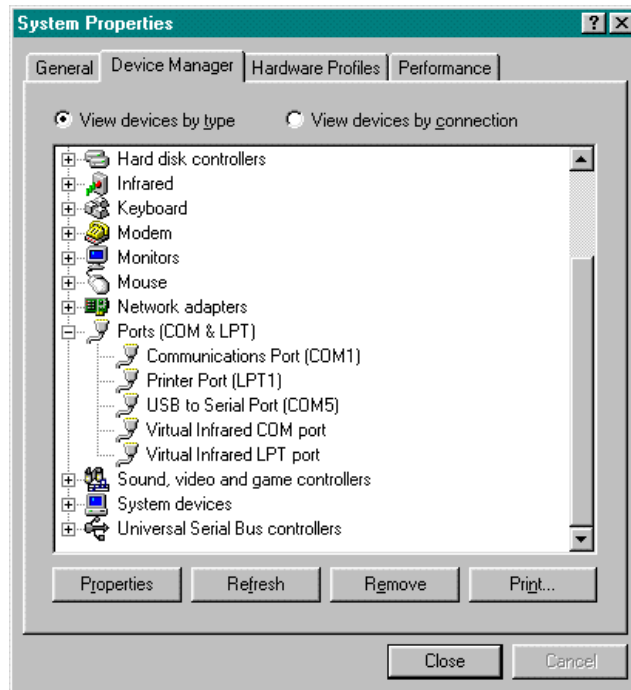 System Properties
General Device Manager Hardware Profiles Performance
View devices by type View devices by connection
Hard disk controllers
Infrared
Keyboard
Modem
Monitors
Mouse
Network adapters
Ports (COM & LPT)
Communications Port (COM1)
Printer Port (LPT1)
USB to Serial Port (COM5)
Virtual Infrared COM port
Virtual Infrared LPT port
Sound, video and game controllers
System devices
Universal Serial Bus controllers
Properties Refresh Remove Print...
Close Cancel